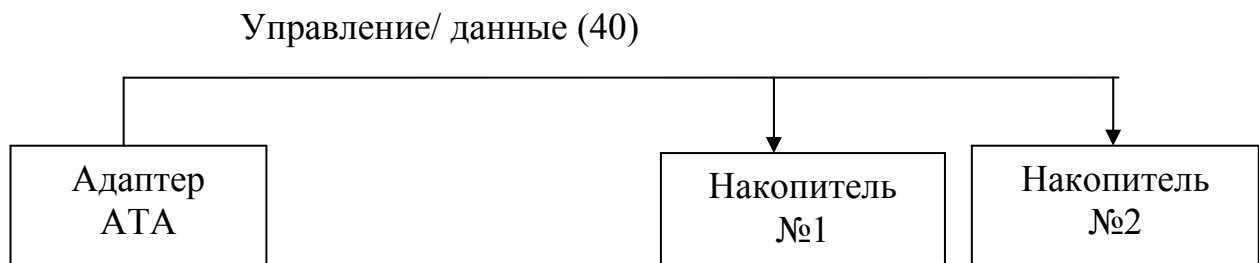 Управление/ данные (40)
Адаптер
АТА
Накопитель
№1
Накопитель
№2